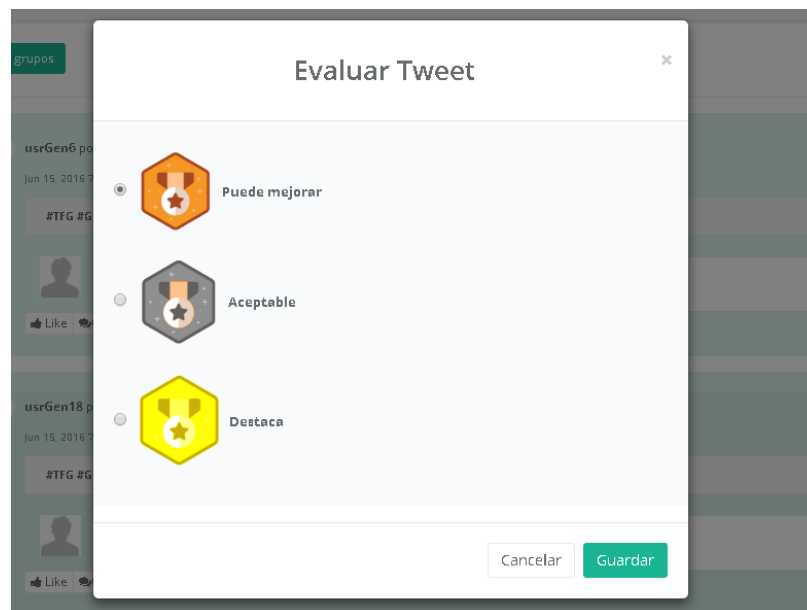 grupos
Evaluar Tweet
×
usrGen6 po
Jun 15, 2016 7
#TFG #G
Like
Puede mejorar
Aceptable
Destaca
usrGen18 p
Jun 15, 2016 7
#TFG #G
Like
Cancelar
Guardar